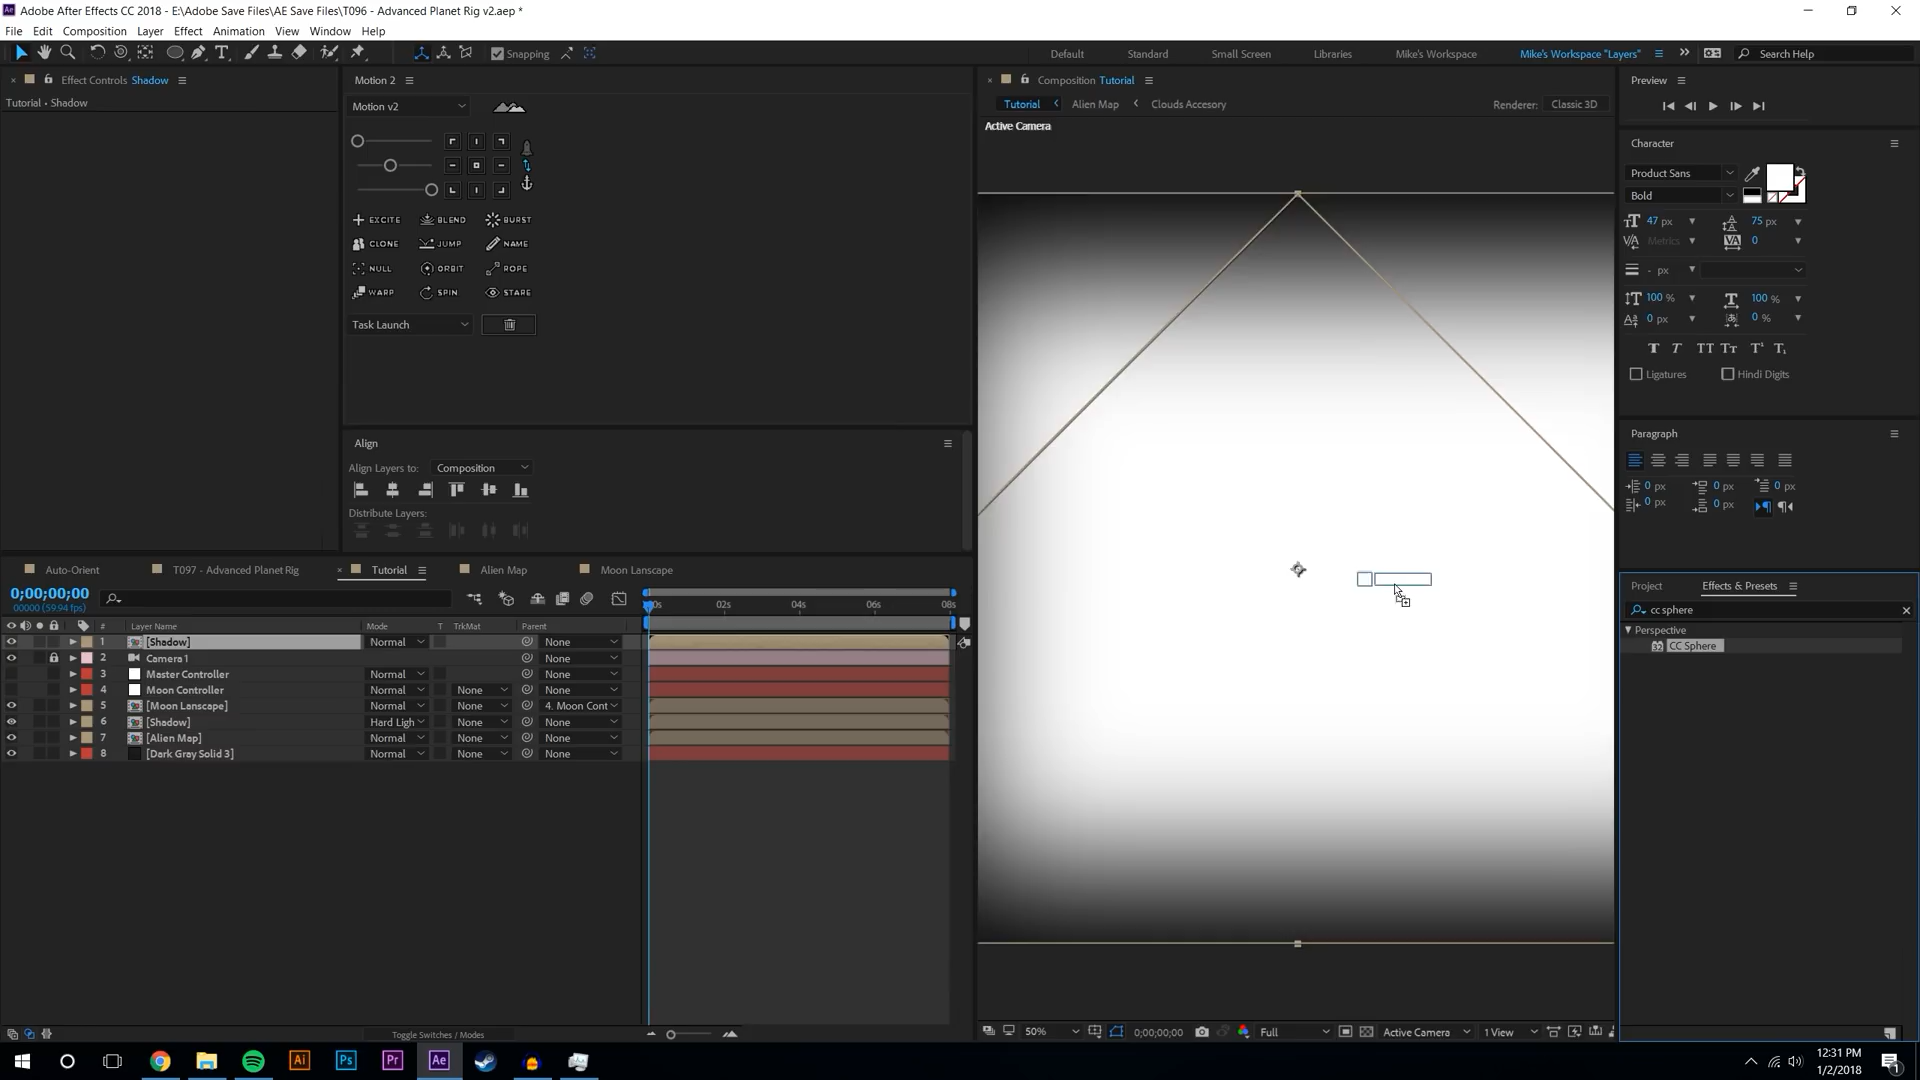 Adobe After Effects CC 2018 - E:\Adobe Save Files\AE Save Files\T096 - Advanced Planet Rig v2.aep *
File Edit Composition Layer Effect Animation View Window Help
Snapping Default Standard Small Screen Libraries Mike's Workspace Mike's Workspace "Layers" Search Help
Effect Controls Shadow
Tutorial • Shadow
Motion 2
Motion v2
EXCITE BLEND BURST
CLONE JUMP NAME
NULL ORBIT ROPE
WARP SPIN STARE
Task Launch
Align
Align Layers to: Composition
Distribute Layers:
Composition Tutorial
Tutorial Alien Map Clouds Accesory Renderer: Classic 3D
Active Camera
50% 0;00;00;00 Full Active Camera 1 View
Preview
Character
Product Sans
Bold
47 px 75 px
Metrics 0
- px
100 % 100 %
0 px 0 %
T T TT Tt T¹ T₁
Ligatures Hindi Digits
Paragraph
0 px 0 px 0 px
0 px 0 px
Project Effects & Presets
cc sphere
Perspective
32 CC Sphere
Auto-Orient T097 - Advanced Planet Rig Tutorial Alien Map Moon Lanscape
0;00;00;00
00000 (59.94 fps)
0s 02s 04s 06s 08s
# Layer Name Mode T TrkMat Parent
1 [Shadow] Normal None
2 Camera 1 None
3 Master Controller Normal None
4 Moon Controller Normal None None
5 [Moon Lanscape] Normal None 4. Moon Cont
6 [Shadow] Hard Ligh None None
7 [Alien Map] Normal None None
8 [Dark Gray Solid 3] Normal None None
Toggle Switches / Modes
Ai Ps Pr Ae
12:31 PM
1/2/2018
1